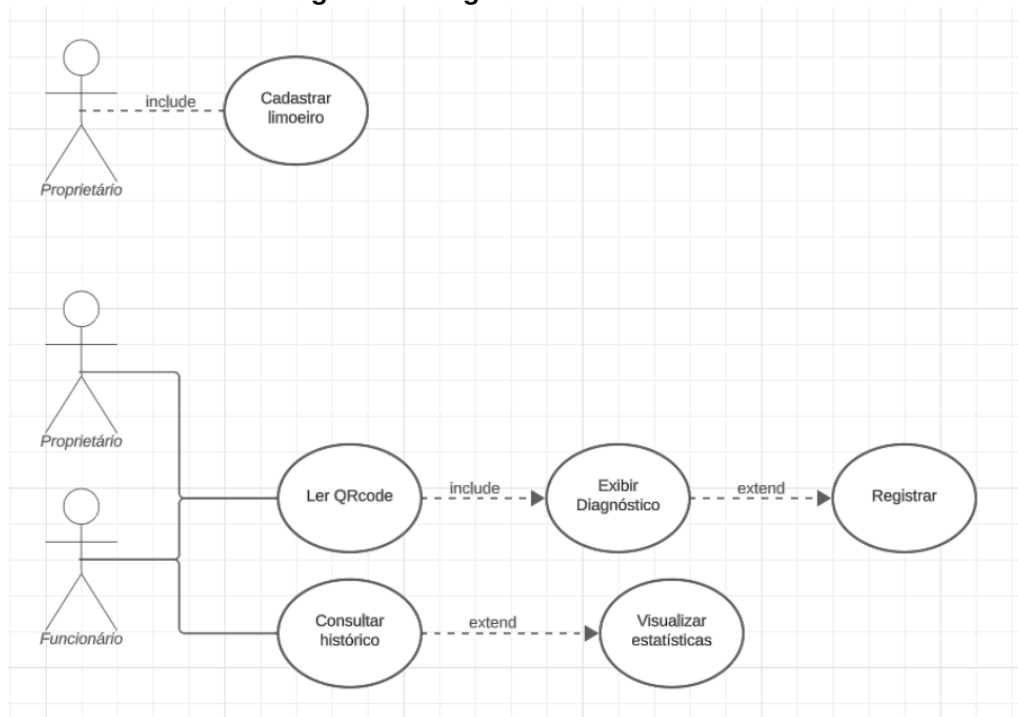 include
Cadastrar
limoeiro
Proprietário
Proprietário
Ler QRcode
include
Exibir
Diagnóstico
extend
Registrar
Funcionário
Consultar
histórico
extend
Visualizar
estatísticas